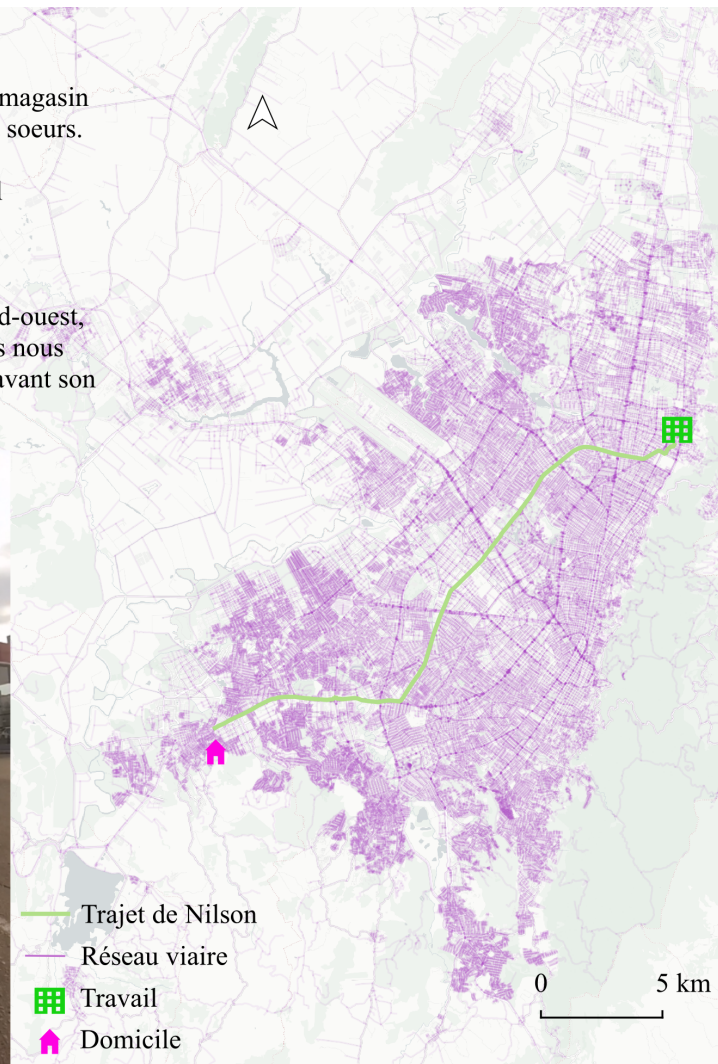 magasin
soeurs.
d-ouest,
s nous
avant son
Trajet de Nilson
Réseau viaire
Travail
Domicile
0 5 km